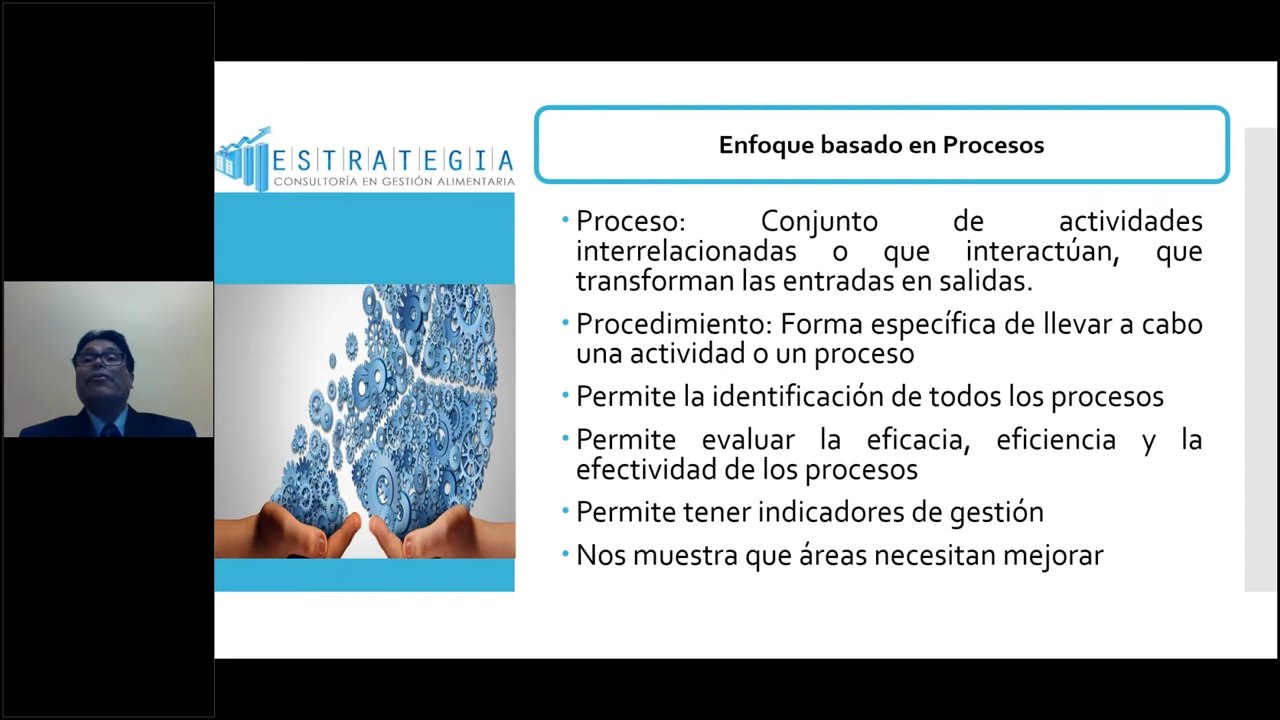 ESTRATEGIA
CONSULTORÍA EN GESTIÓN ALIMENTARIA
Enfoque basado en Procesos
• Proceso: Conjunto de actividades
interrelacionadas o que interactúan, que
transforman las entradas en salidas.
• Procedimiento: Forma específica de llevar a cabo
una actividad o un proceso
• Permite la identificación de todos los procesos
• Permite evaluar la eficacia, eficiencia y la
efectividad de los procesos
• Permite tener indicadores de gestión
• Nos muestra que áreas necesitan mejorar